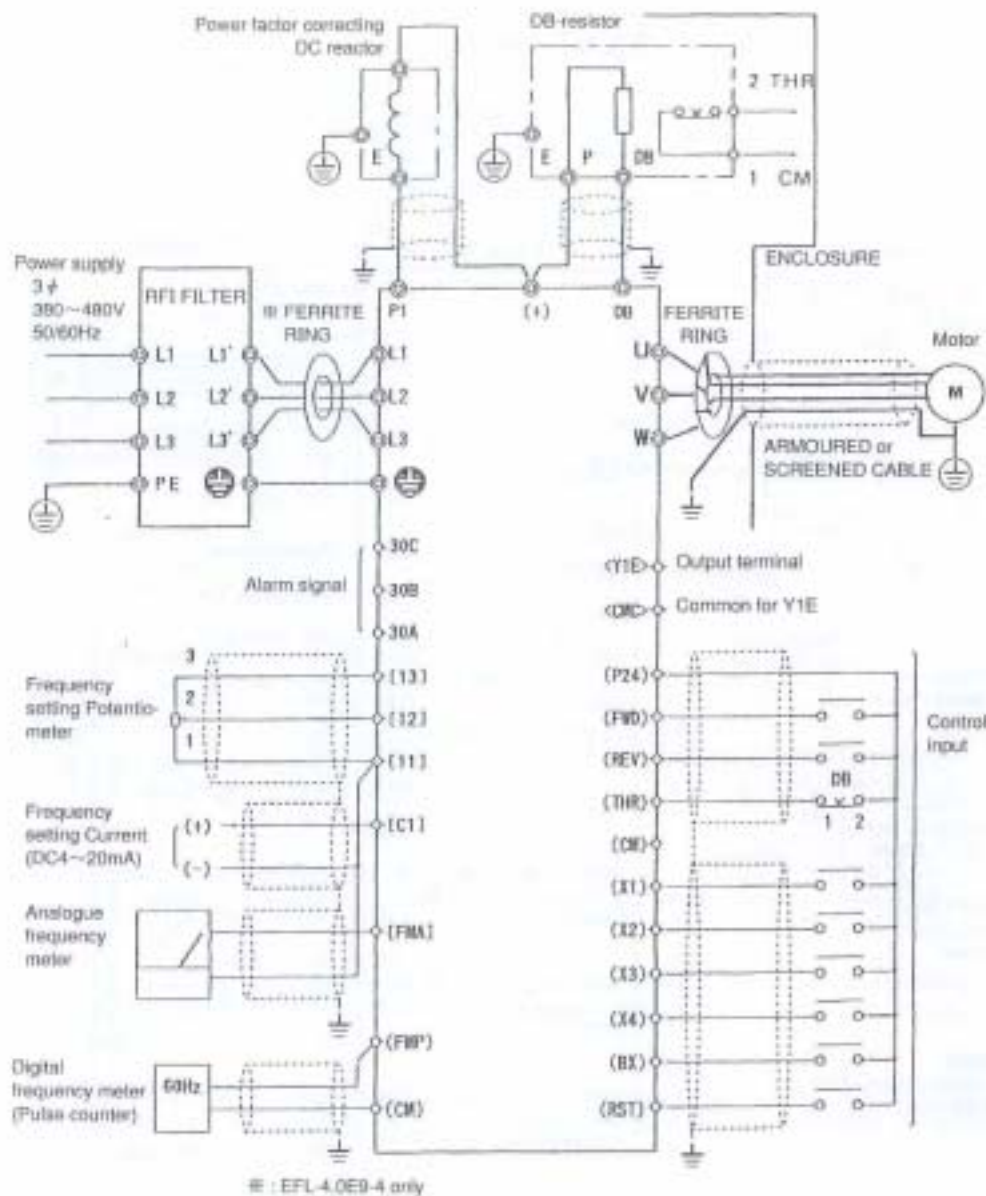 Power factor correcting
DC reactor
DB-resistor
2 THR
E
E
P
DB
1 CM
Power supply
3 ϕ
380～480V
50/60Hz
RFI FILTER
※ FERRITE
RING
P1
(+)
DB
FERRITE
RING
ENCLOSURE
Motor
L1
L1'
L1
U
L2
L2'
L2
V
M
L3
L3'
L3
W
ARMOURED or
SCREENED CABLE
PE
30C
Alarm signal
30B
30A
<Y1E>
Output terminal
<CMC>
Common for Y1E
Frequency
setting Potentio-
meter
3
2
1
[13]
[12]
[11]
(P24)
(FWD)
(REV)
(THR)
(CM)
DB
1 2
Control
input
Frequency
setting Current
(DC4～20mA)
(+)
(-)
[C1]
(X1)
(X2)
(X3)
(X4)
(BX)
(RST)
Analogue
frequency
meter
[FMA]
(FMP)
Digital
frequency meter
(Pulse counter)
60Hz
(CM)
※ : EFL-4.0E9-4 only